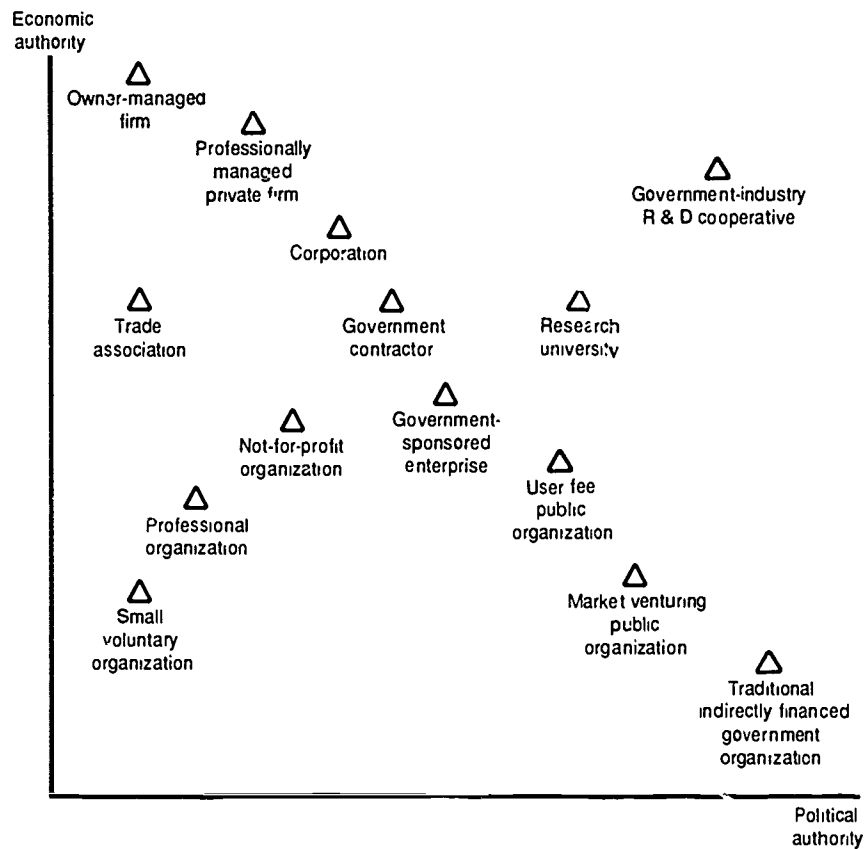 Economic
authority
Owner-managed
firm
Professionally
managed
private firm
Government-industry
R & D cooperative
Corporation
Trade
association
Government
contractor
Research
university
Not-for-profit
organization
Government-
sponsored
enterprise
User fee
public
organization
Professional
organization
Small
voluntary
organization
Market venturing
public
organization
Traditional
indirectly financed
government
organization
Political
authority